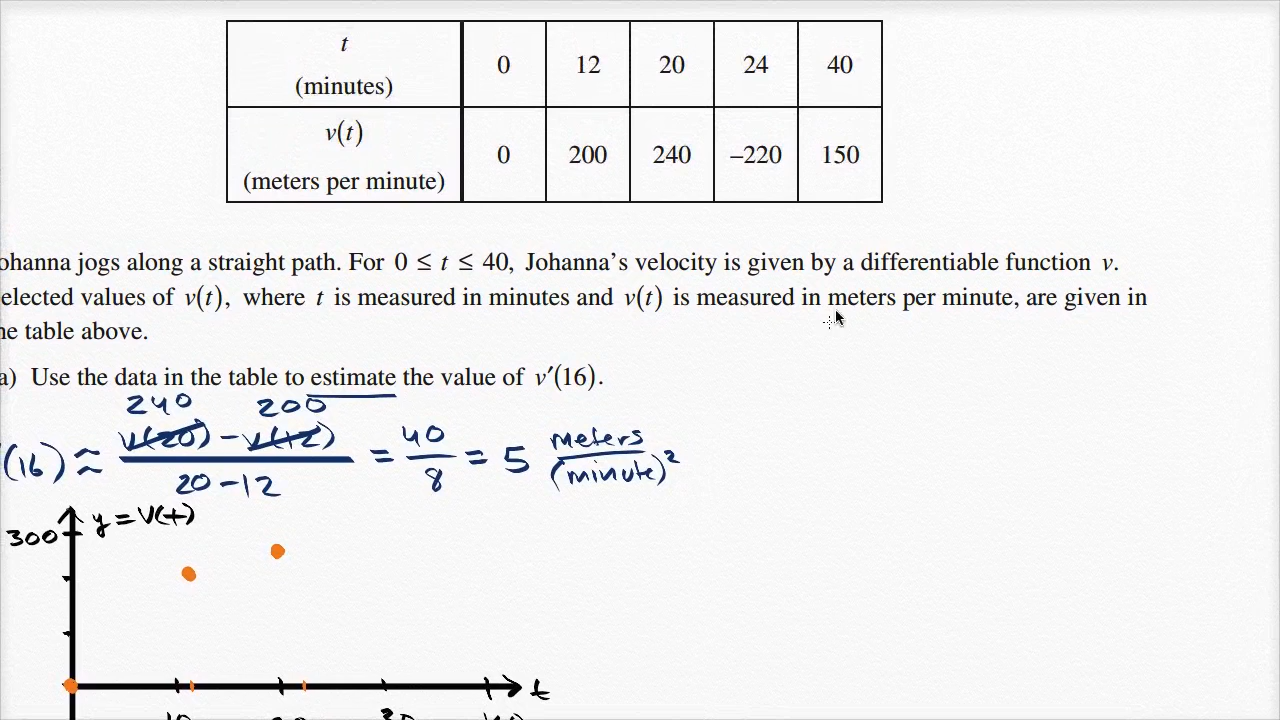 t
(minutes)
0 12 20 24 40
v(t)
(meters per minute)
0 200 240 –220 150
ohanna jogs along a straight path. For 0 ≤ t ≤ 40, Johanna’s velocity is given by a differentiable function v.
elected values of v(t), where t is measured in minutes and v(t) is measured in meters per minute, are given in
he table above.
a) Use the data in the table to estimate the value of v′(16).
240 200
(16) ≈ v(20) – v(12) / 20 – 12 = 40 / 8 = 5 meters / (minute)²
y = v(t)
300
t
10 30 40